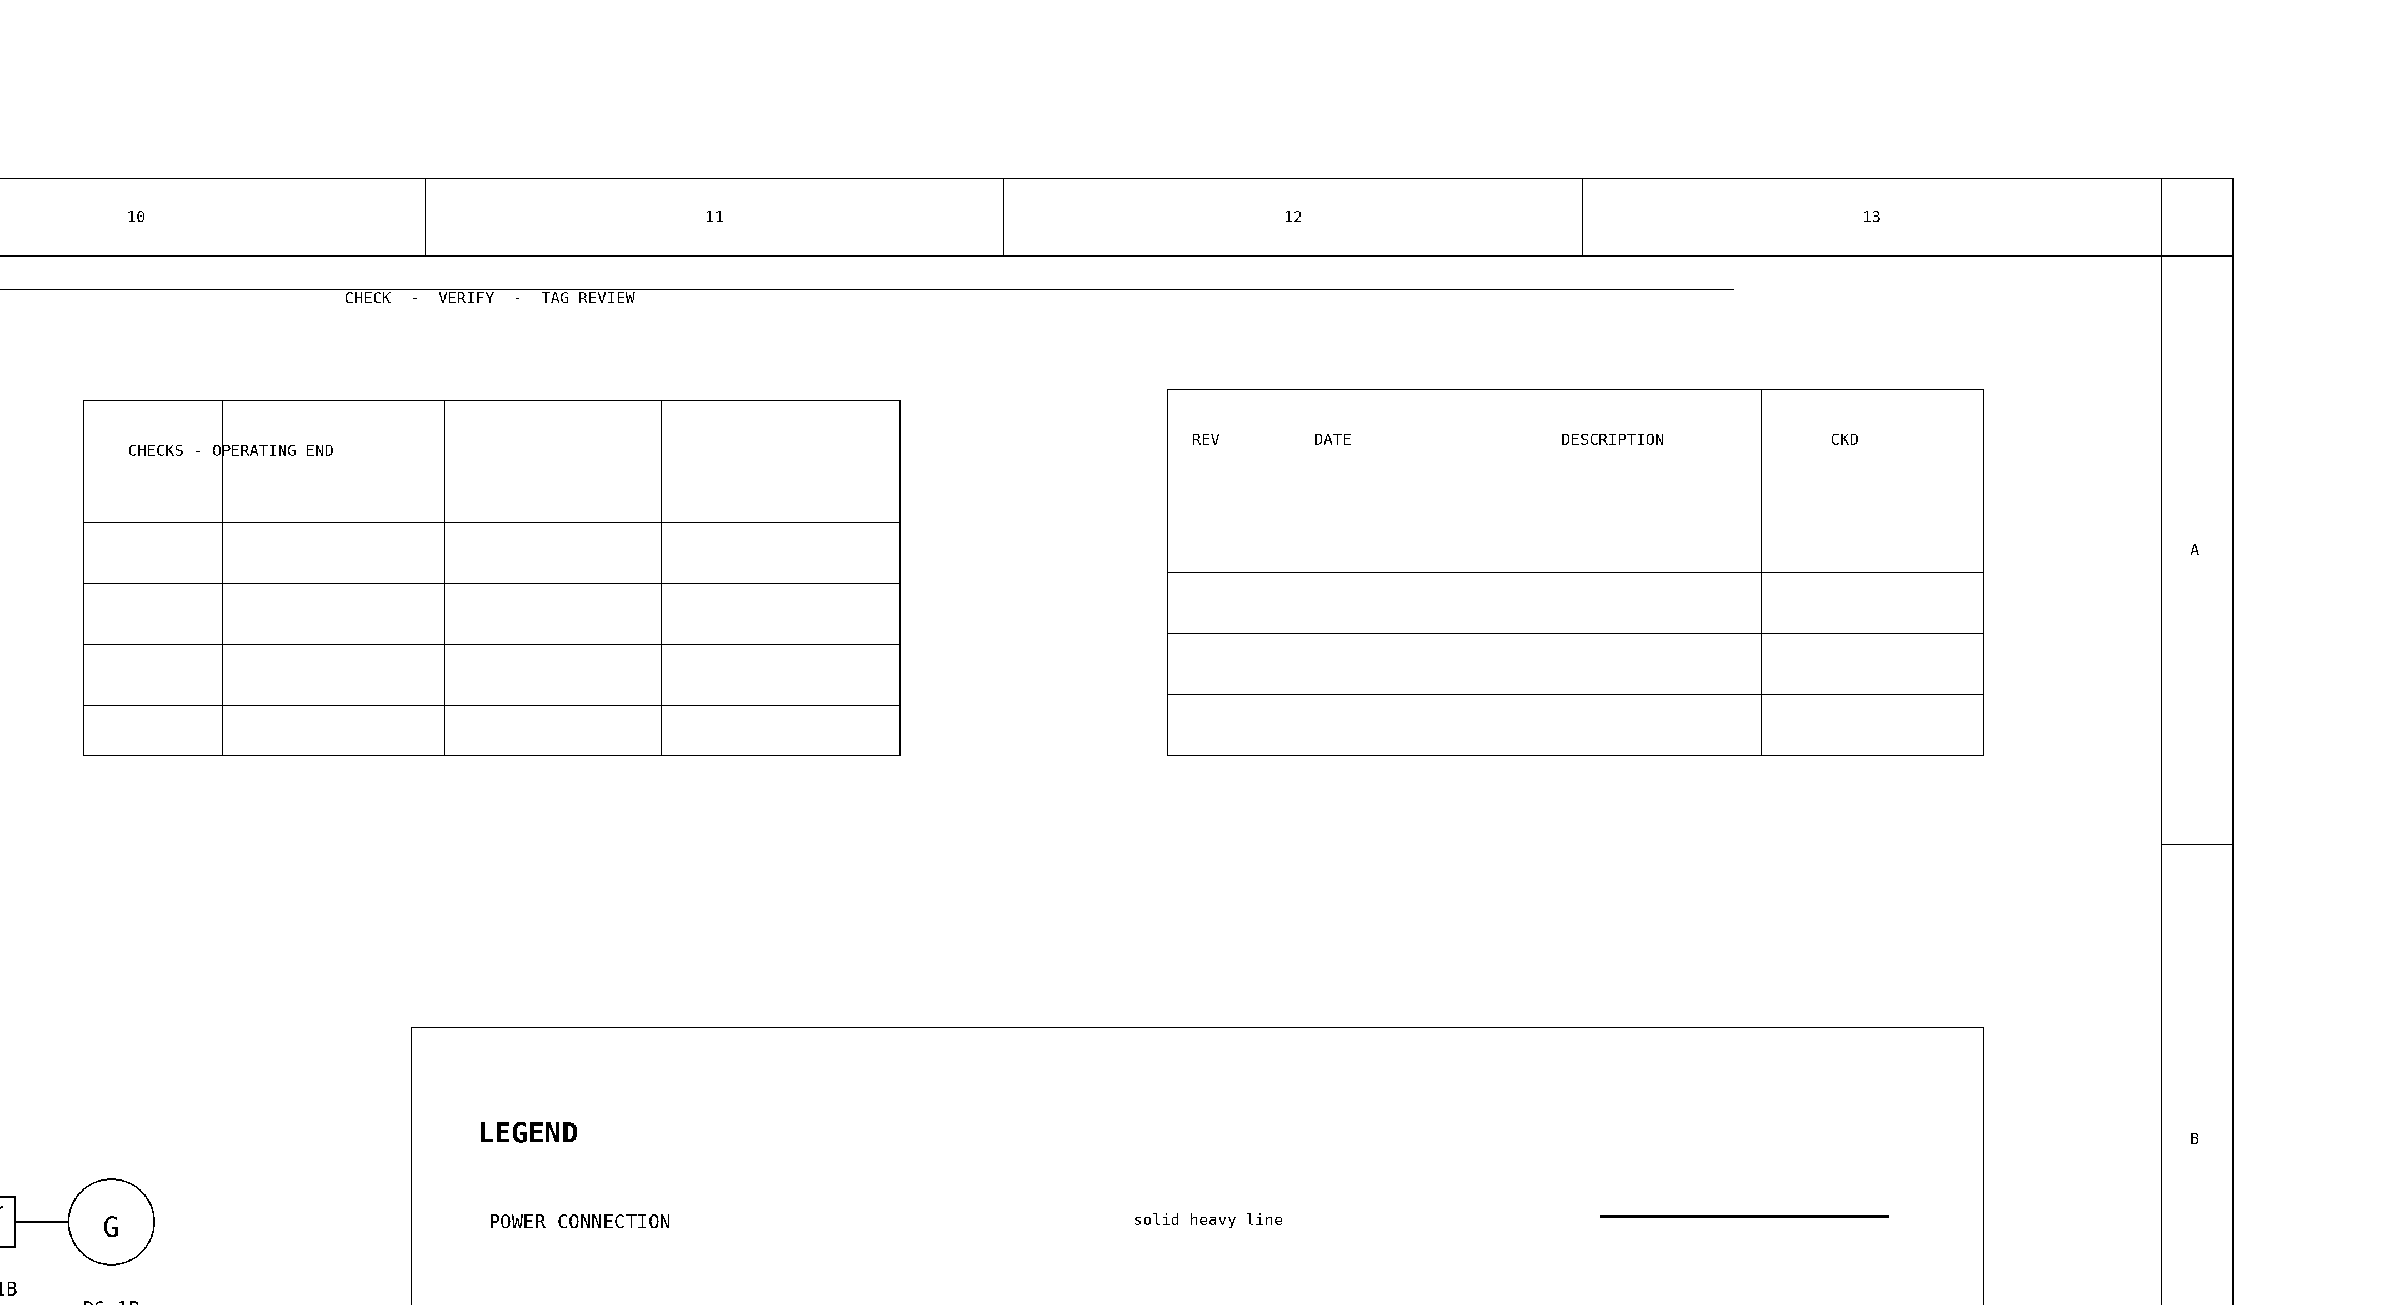 10 11 12 13
CHECK - VERIFY - TAG REVIEW
CHECKS - OPERATING END
REV DATE DESCRIPTION CKD
A
LEGEND
B
POWER CONNECTION solid heavy line
G
1B